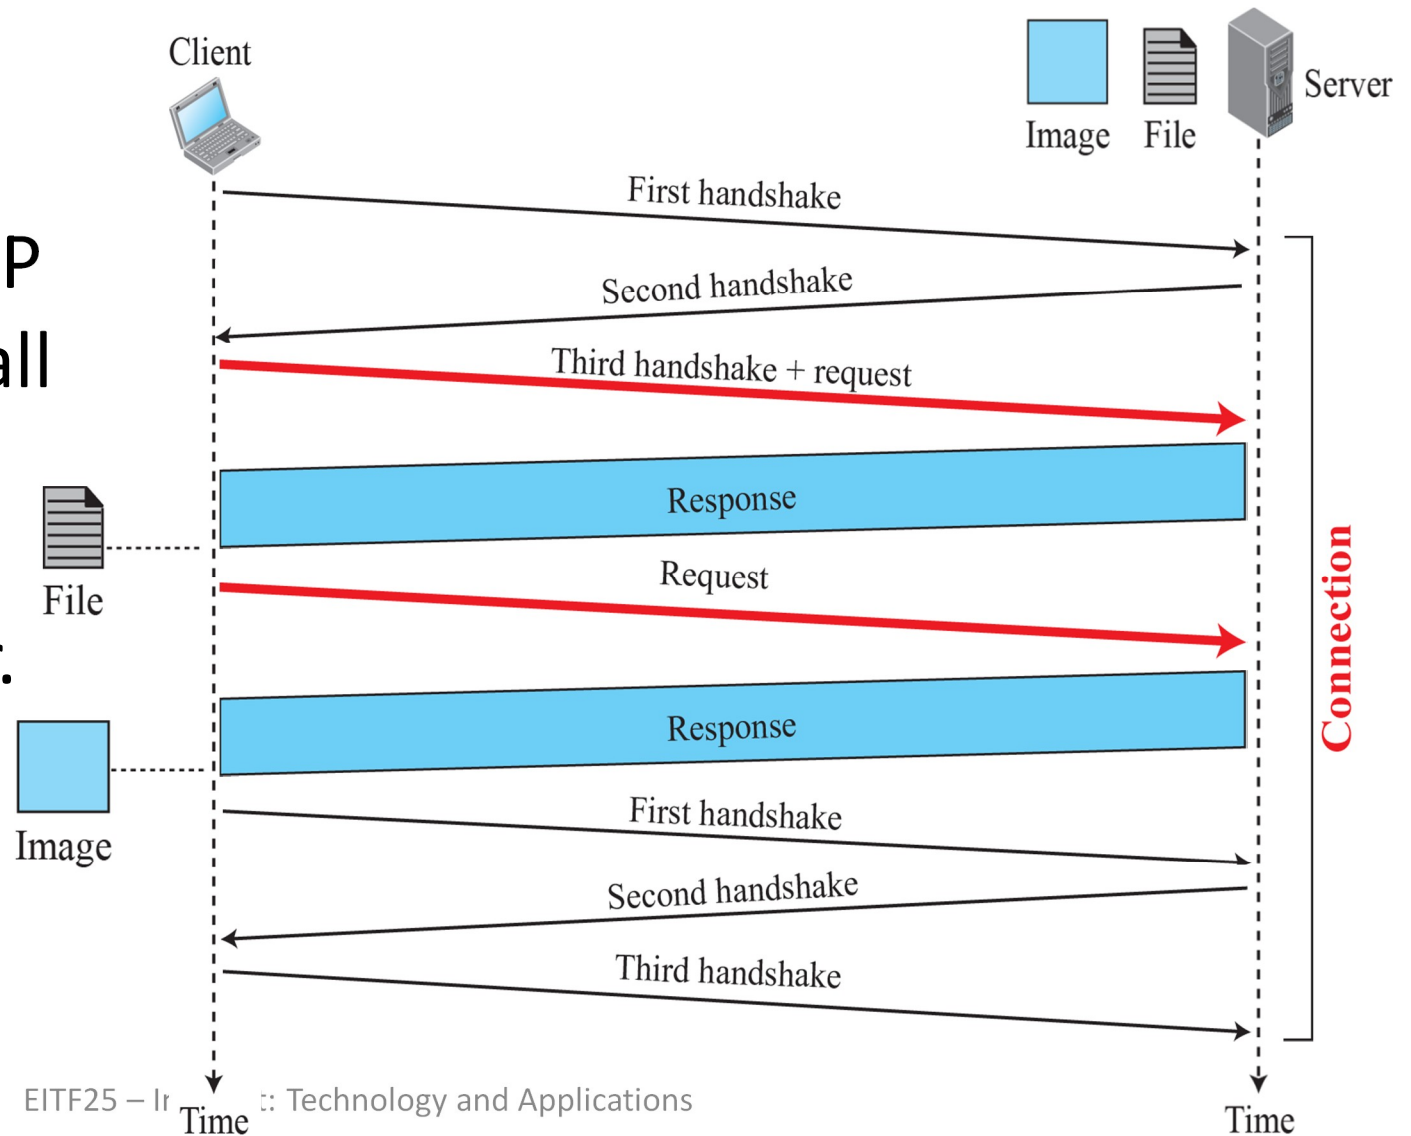 Client
Server
Image
File
First handshake
P
Second handshake
all
Third handshake + request
Response
File
Request
Connection
Response
Image
First handshake
Second handshake
Third handshake
EITF25 – : Technology and Applications
Time
Time